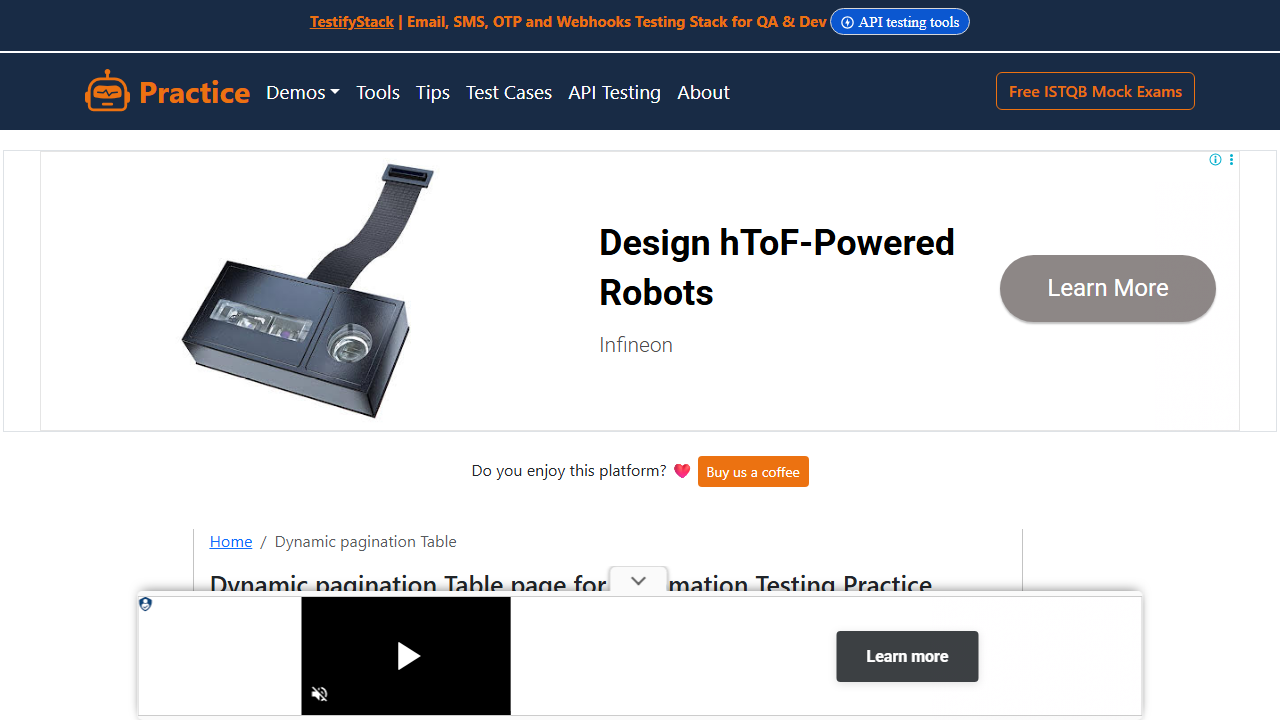 TestifyStack | Email, SMS, OTP and Webhooks Testing Stack for QA & Dev API testing tools
Practice Demos Tools Tips Test Cases API Testing About Free ISTQB Mock Exams
Design hToF-Powered
Robots
Learn More
Infineon
Do you enjoy this platform? Buy us a coffee
Home / Dynamic pagination Table
Dynamic pagination Table page for mation Testing Practice
Learn more